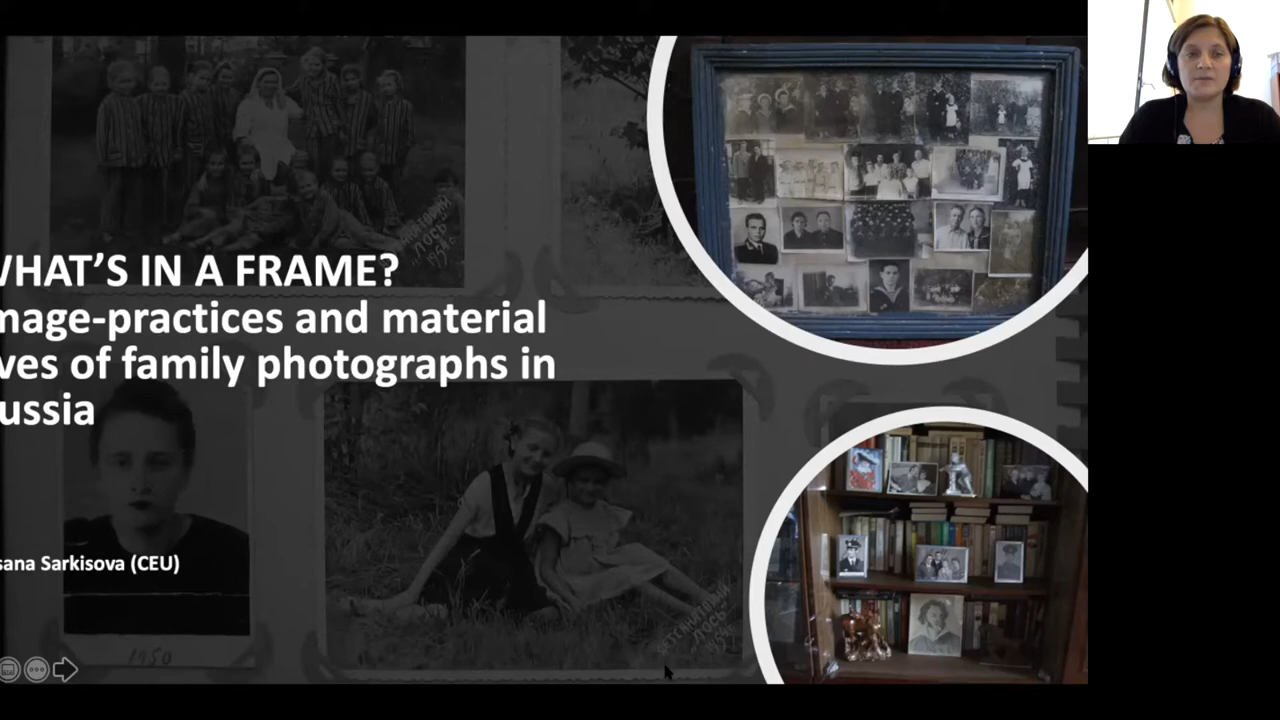 WHAT'S IN A FRAME?
mage-practices and material
ves of family photographs in
ussia
sana Sarkisova (CEU)
1950